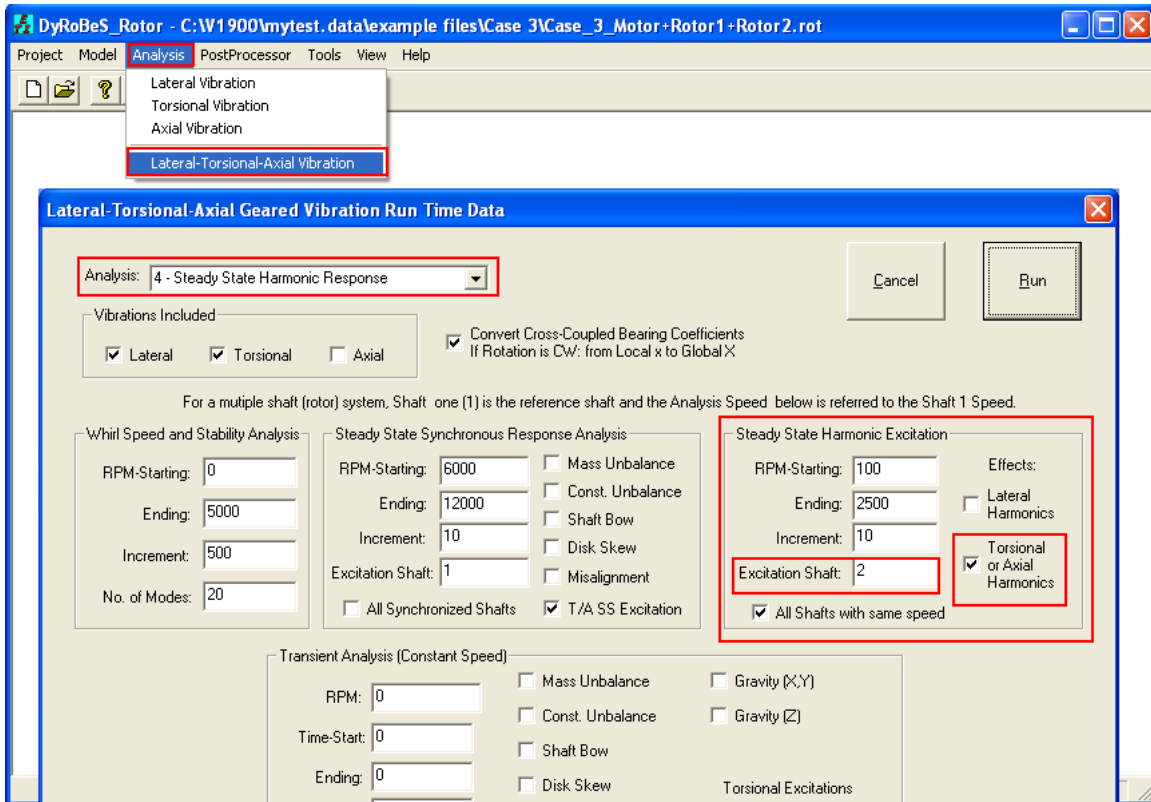 DyRoBeS_Rotor - C:\V1900\mytest.data\example files\Case 3\Case_3_Motor+Rotor1+Rotor2.rot
Project Model Analysis PostProcessor Tools View Help
Lateral Vibration
Torsional Vibration
Axial Vibration
Lateral-Torsional-Axial Vibration
Lateral-Torsional-Axial Geared Vibration Run Time Data
Analysis: 4 - Steady State Harmonic Response
Cancel
Run
Vibrations Included
Lateral Torsional Axial
Convert Cross-Coupled Bearing Coefficients
If Rotation is CW: from Local x to Global X
For a mutiple shaft (rotor) system, Shaft one (1) is the reference shaft and the Analysis Speed below is referred to the Shaft 1 Speed.
Whirl Speed and Stability Analysis
RPM-Starting: 0
Ending: 5000
Increment: 500
No. of Modes: 20
Steady State Synchronous Response Analysis
RPM-Starting: 6000
Ending: 12000
Increment: 10
Excitation Shaft: 1
All Synchronized Shafts
Mass Unbalance
Const. Unbalance
Shaft Bow
Disk Skew
Misalignment
T/A SS Excitation
Steady State Harmonic Excitation
RPM-Starting: 100
Ending: 2500
Increment: 10
Excitation Shaft: 2
All Shafts with same speed
Effects:
Lateral
Harmonics
Torsional
or Axial
Harmonics
Transient Analysis (Constant Speed)
RPM: 0
Time-Start: 0
Ending: 0
Mass Unbalance
Const. Unbalance
Shaft Bow
Disk Skew
Gravity (X,Y)
Gravity (Z)
Torsional Excitations